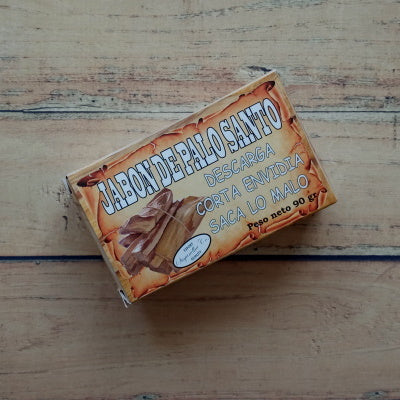 JABON DE PALO SANTO
DESCARGA
CORTA ENVIDIA
SACA LO MALO
Peso neto 90 gr